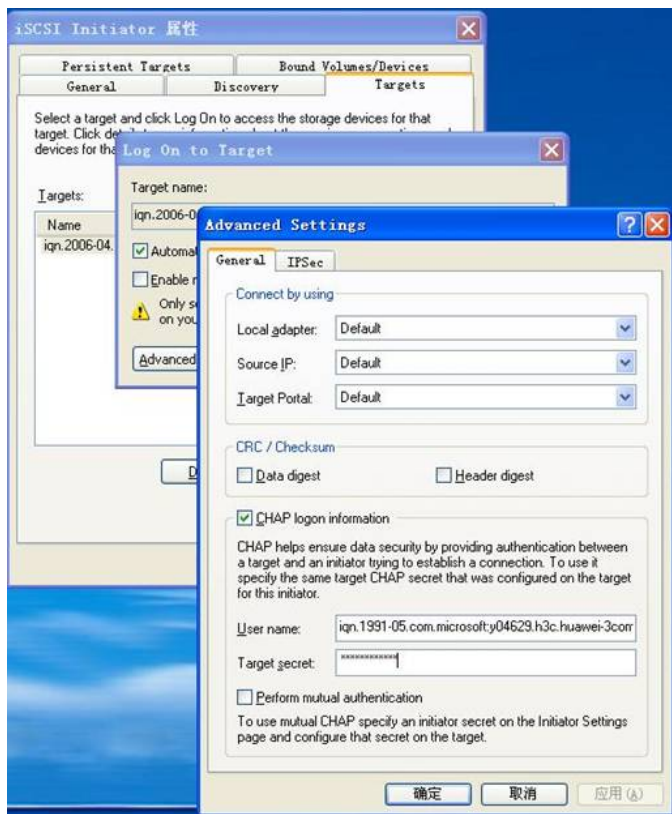 iSCSI Initiator 属性
Persistent Targets
Bound Volumes/Devices
General
Discovery
Targets
Select a target and click Log On to access the storage devices for that
target. Click
devices for
Targets:
Name
iqn.2006-04.
Log On to Target
Target name:
iqn.2006-0
Enable
Only
on you
Advanced
Advanced Settings
General
IPSec
Connect by using
Local adapter:
Default
Source IP:
Default
Target Portal:
Default
CRC / Checksum
Data digest
Header digest
CHAP logon information
CHAP helps ensure data security by providing authentication between
a target and an initiator trying to establish a connection. To use it
specify the same target CHAP secret that was configured on the target
for this initiator.
User name:
iqn.1991-05.com.microsoft:y04629.h3c.huawei-3com
Target secret:
************
Perform mutual authentication
To use mutual CHAP specify an initiator secret on the Initiator Settings
page and configure that secret on the target.
确定
取消
应用(A)